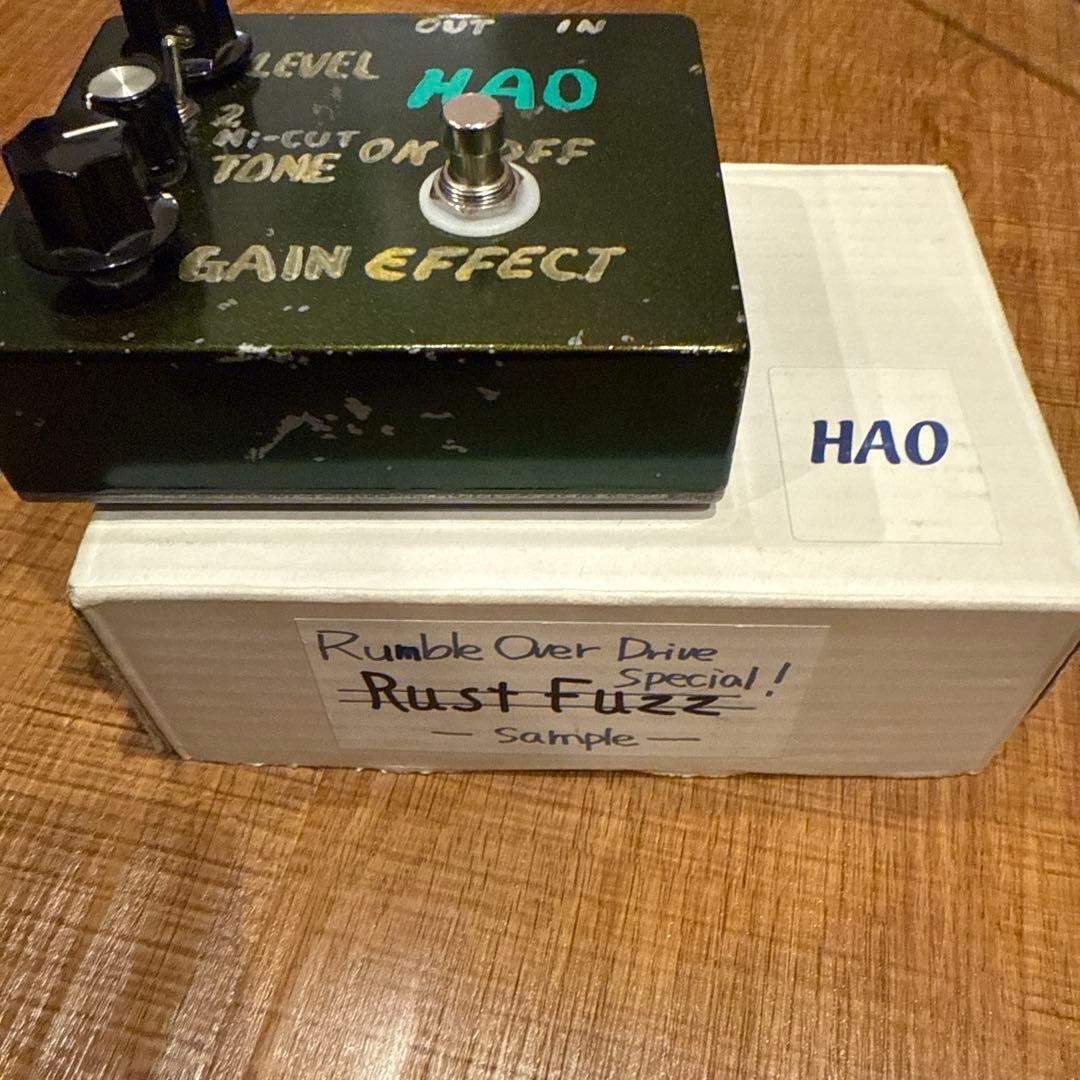 OUT IN
LEVEL HAO
2
Ni-CUT ON OFF
TONE
GAIN EFFECT
HAO
Rumble Over Drive
Special!
Rust Fuzz
— Sample —